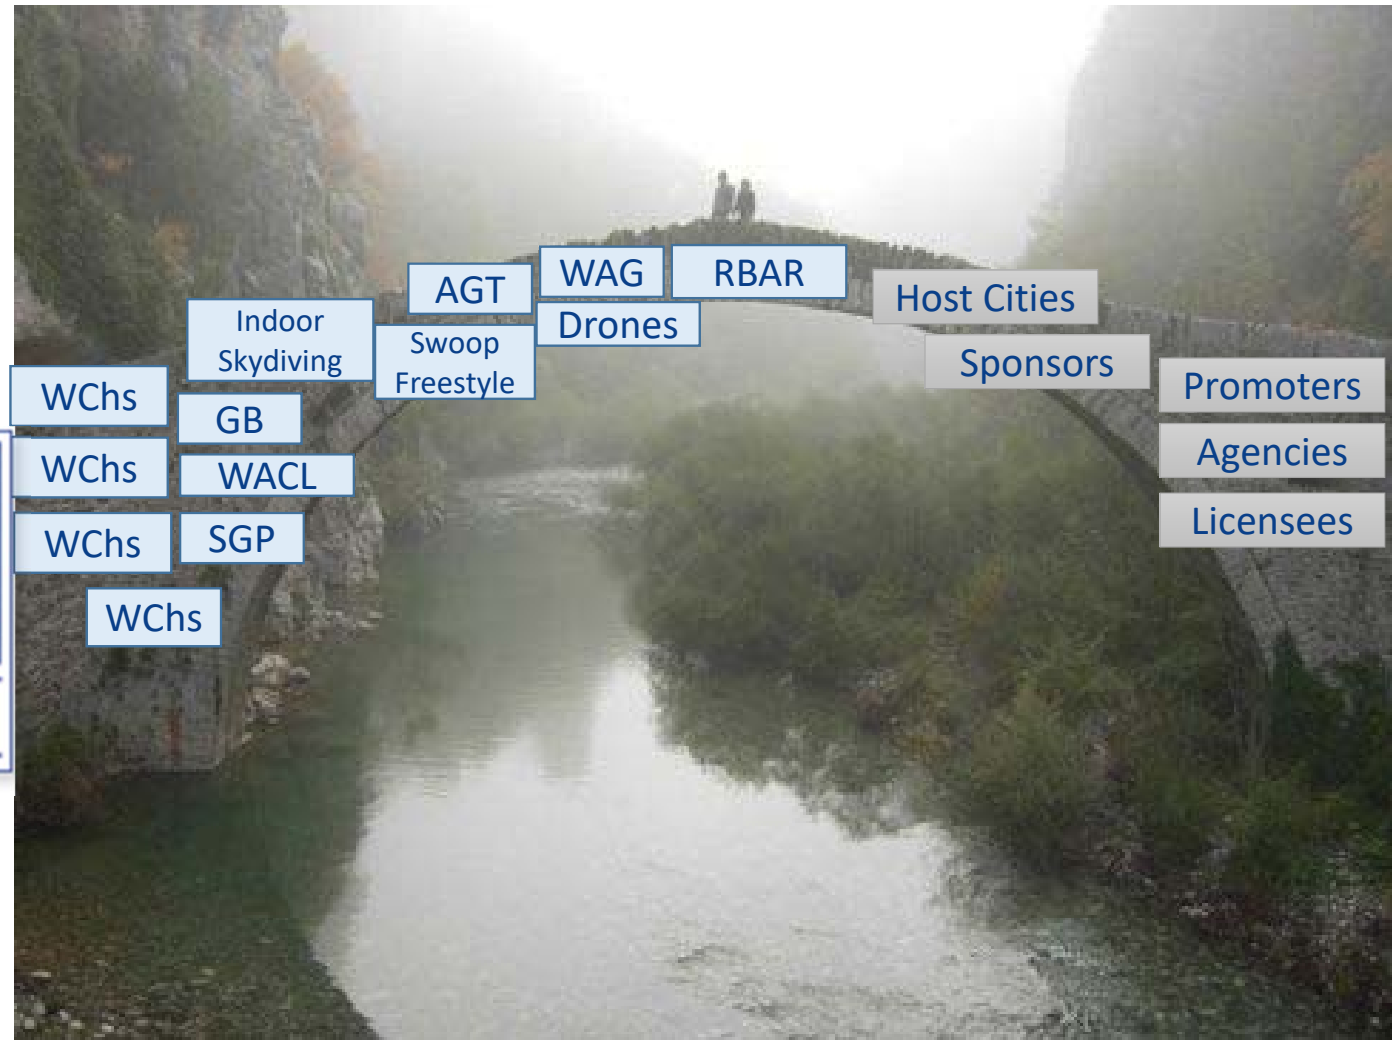 AGT
WAG
RBAR
Host Cities
Indoor
Skydiving
Swoop
Freestyle
Drones
Sponsors
WChs
GB
Promoters
WChs
WACL
Agencies
WChs
SGP
Licensees
WChs